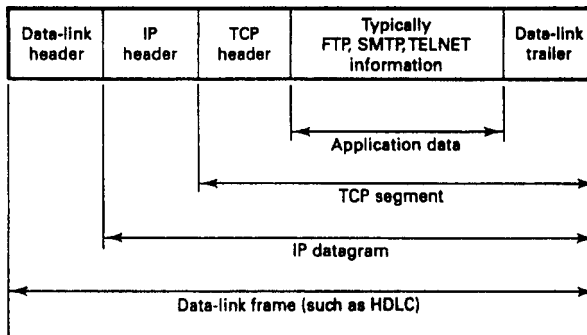 Data-link
header
IP
header
TCP
header
Typically
FTP, SMTP, TELNET
information
Data-link
trailer
Application data
TCP segment
IP datagram
Data-link frame (such as HDLC)